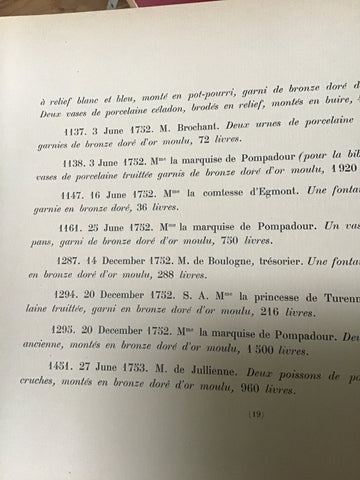 à relief blanc et bleu, monté en pot-pourri, garni de bronze doré d
Deux vases de porcelaine céladon, brodés en relief, montés en buire,
1137. 3 June 1752. M. Brochant. Deux urnes de porcelaine
garnies de bronze doré d'or moulu, 72 livres.
1138. 3 June 1752. Mme la marquise de Pompadour (pour la bib
vases de porcelaine truittée garnis de bronze doré d'or moulu, 1 920
1147. 16 June 1752. Mme la comtesse d'Egmont. Une fontai
garnie en bronze doré, 36 livres.
1161. 25 June 1752. Mme la marquise de Pompadour. Un vas
pans, garni de bronze doré d'or moulu, 750 livres.
1287. 14 December 1752. M. de Boulogne, trésorier. Une fontai
en bronze doré d'or moulu, 288 livres.
1294. 20 December 1752. S. A. Mme la princesse de Turenn
laine truittée, garni en bronze doré d'or moulu, 216 livres.
1295. 20 December 1752. Mme la marquise de Pompadour. Deu
ancienne, montés en bronze doré d'or moulu, 1 500 livres.
1451. 27 June 1753. M. de Jullienne. Deux poissons de po
cruches, montés en bronze doré d'or moulu, 960 livres.
(19)